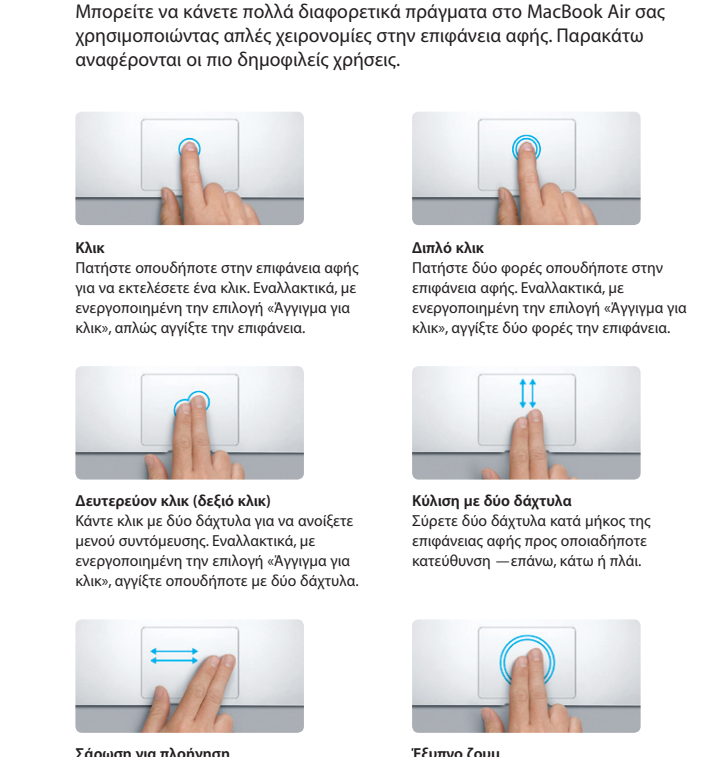 Μπορείτε να κάνετε πολλά διαφορετικά πράγματα στο MacBook Air σας
χρησιμοποιώντας απλές χειρονομίες στην επιφάνεια αφής. Παρακάτω
αναφέρονται οι πιο δημοφιλείς χρήσεις.
Κλικ
Πατήστε οπουδήποτε στην επιφάνεια αφής
για να εκτελέσετε ένα κλικ. Εναλλακτικά, με
ενεργοποιημένη την επιλογή «Άγγιγμα για
κλικ», απλώς αγγίξτε την επιφάνεια.
Διπλό κλικ
Πατήστε δύο φορές οπουδήποτε στην
επιφάνεια αφής. Εναλλακτικά, με
ενεργοποιημένη την επιλογή «Άγγιγμα για
κλικ», αγγίξτε δύο φορές την επιφάνεια.
Δευτερεύον κλικ (δεξιό κλικ)
Κάντε κλικ με δύο δάχτυλα για να ανοίξετε
μενού συντόμευσης. Εναλλακτικά, με
ενεργοποιημένη την επιλογή «Άγγιγμα για
κλικ», αγγίξτε οπουδήποτε με δύο δάχτυλα.
Κύλιση με δύο δάχτυλα
Σύρετε δύο δάχτυλα κατά μήκος της
επιφάνειας αφής προς οποιαδήποτε
κατεύθυνση —επάνω, κάτω ή πλάι.
Σάρωση για πλοήγηση
Έξυπνο ζουμ